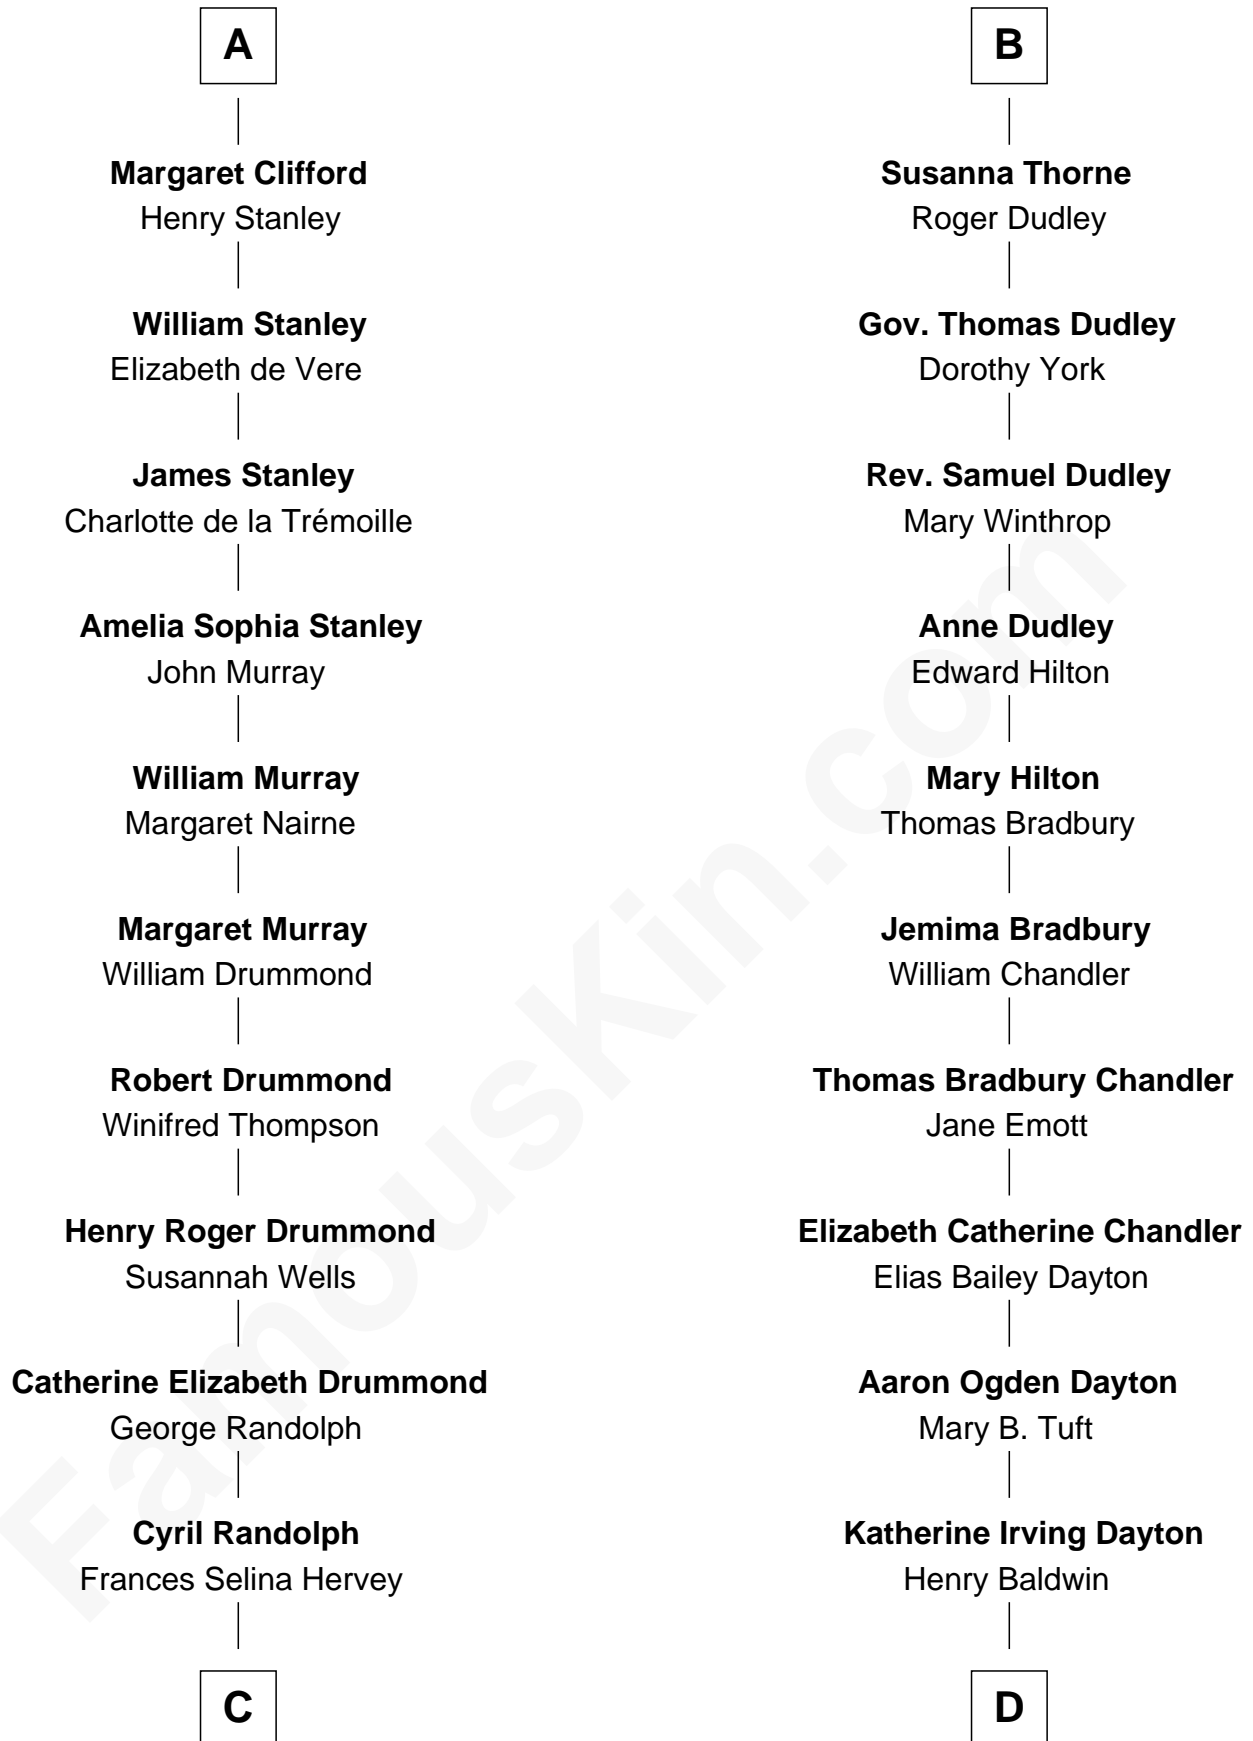 A
Margaret Clifford
Henry Stanley
William Stanley
Elizabeth de Vere
James Stanley
Charlotte de la Trémoille
Amelia Sophia Stanley
John Murray
William Murray
Margaret Nairne
Margaret Murray
William Drummond
Robert Drummond
Winifred Thompson
Henry Roger Drummond
Susannah Wells
Catherine Elizabeth Drummond
George Randolph
Cyril Randolph
Frances Selina Hervey
C
B
Susanna Thorne
Roger Dudley
Gov. Thomas Dudley
Dorothy York
Rev. Samuel Dudley
Mary Winthrop
Anne Dudley
Edward Hilton
Mary Hilton
Thomas Bradbury
Jemima Bradbury
William Chandler
Thomas Bradbury Chandler
Jane Emott
Elizabeth Catherine Chandler
Elias Bailey Dayton
Aaron Ogden Dayton
Mary B. Tuft
Katherine Irving Dayton
Henry Baldwin
D
FamousKin.com